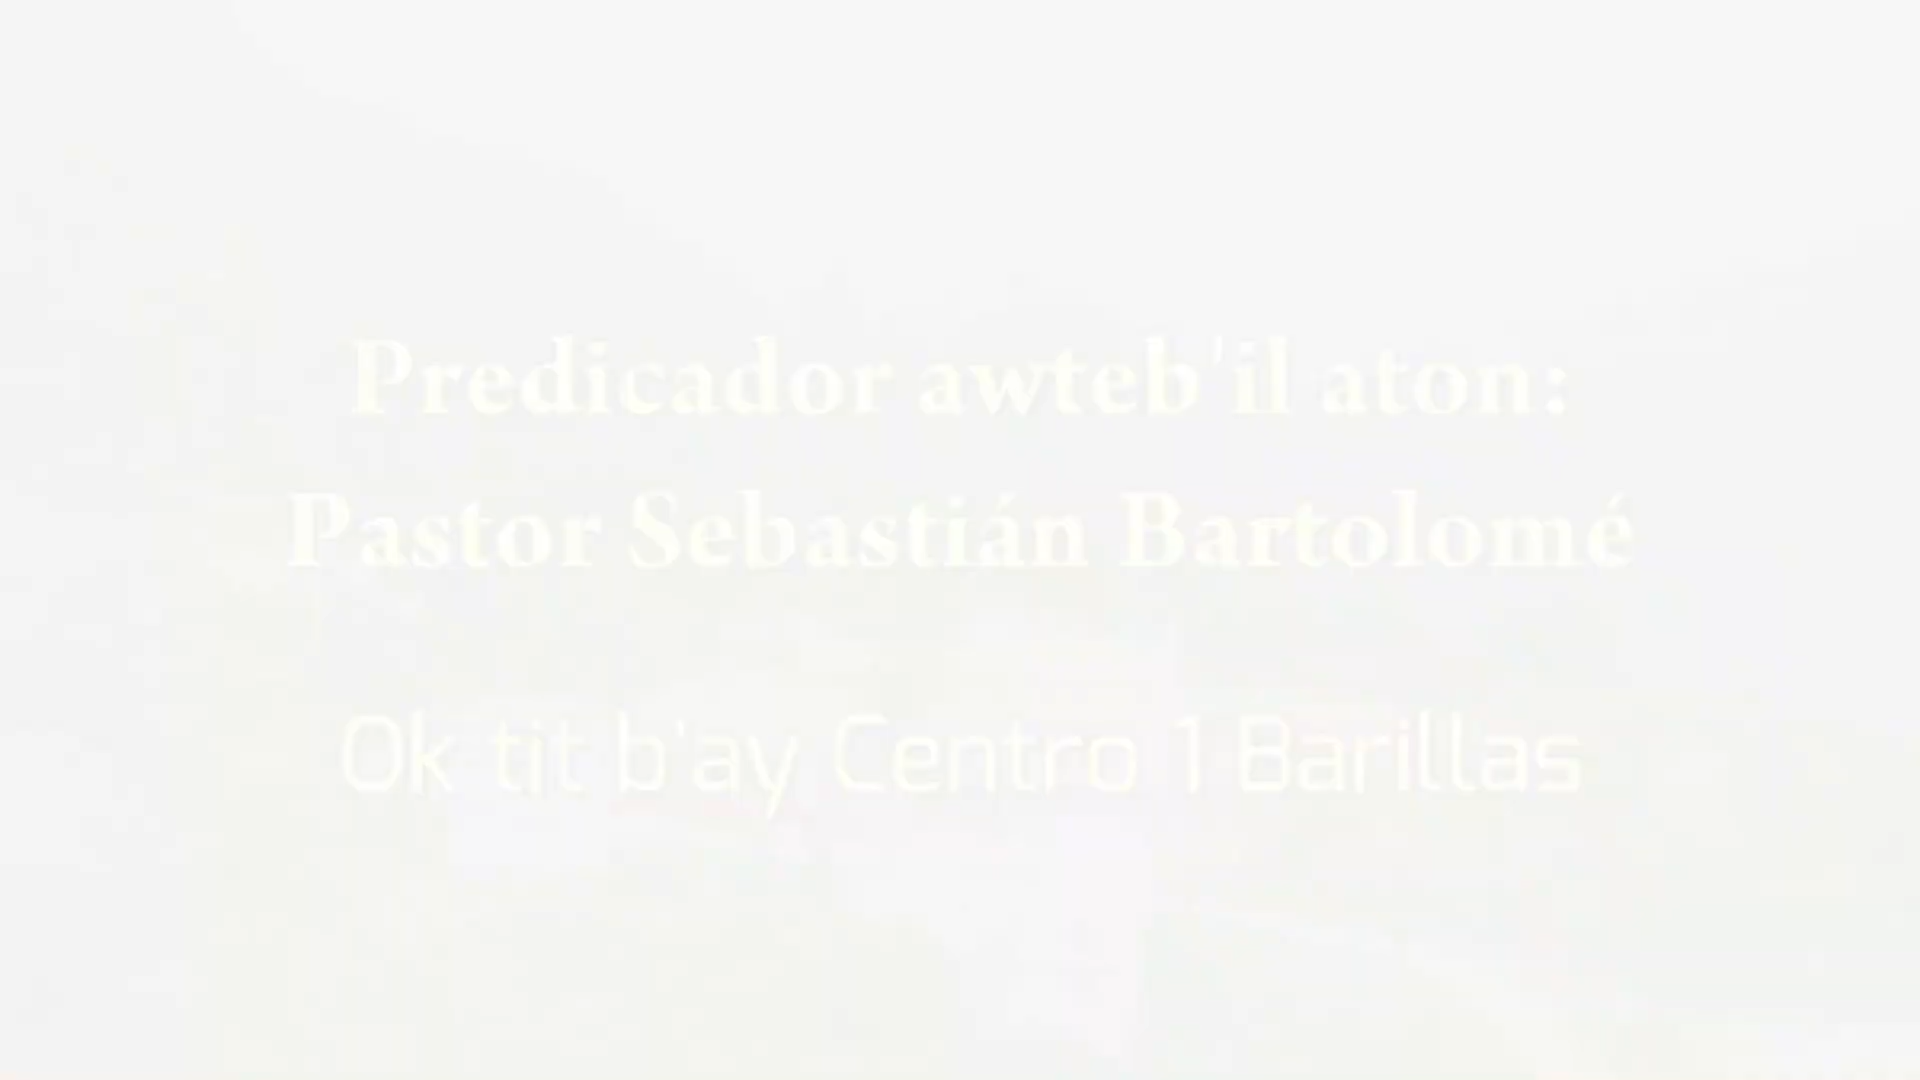 Predicador awteb'il aton:
Pastor Sebastián Bartolomé
Ok tit b'ay Centro 1 Barillas